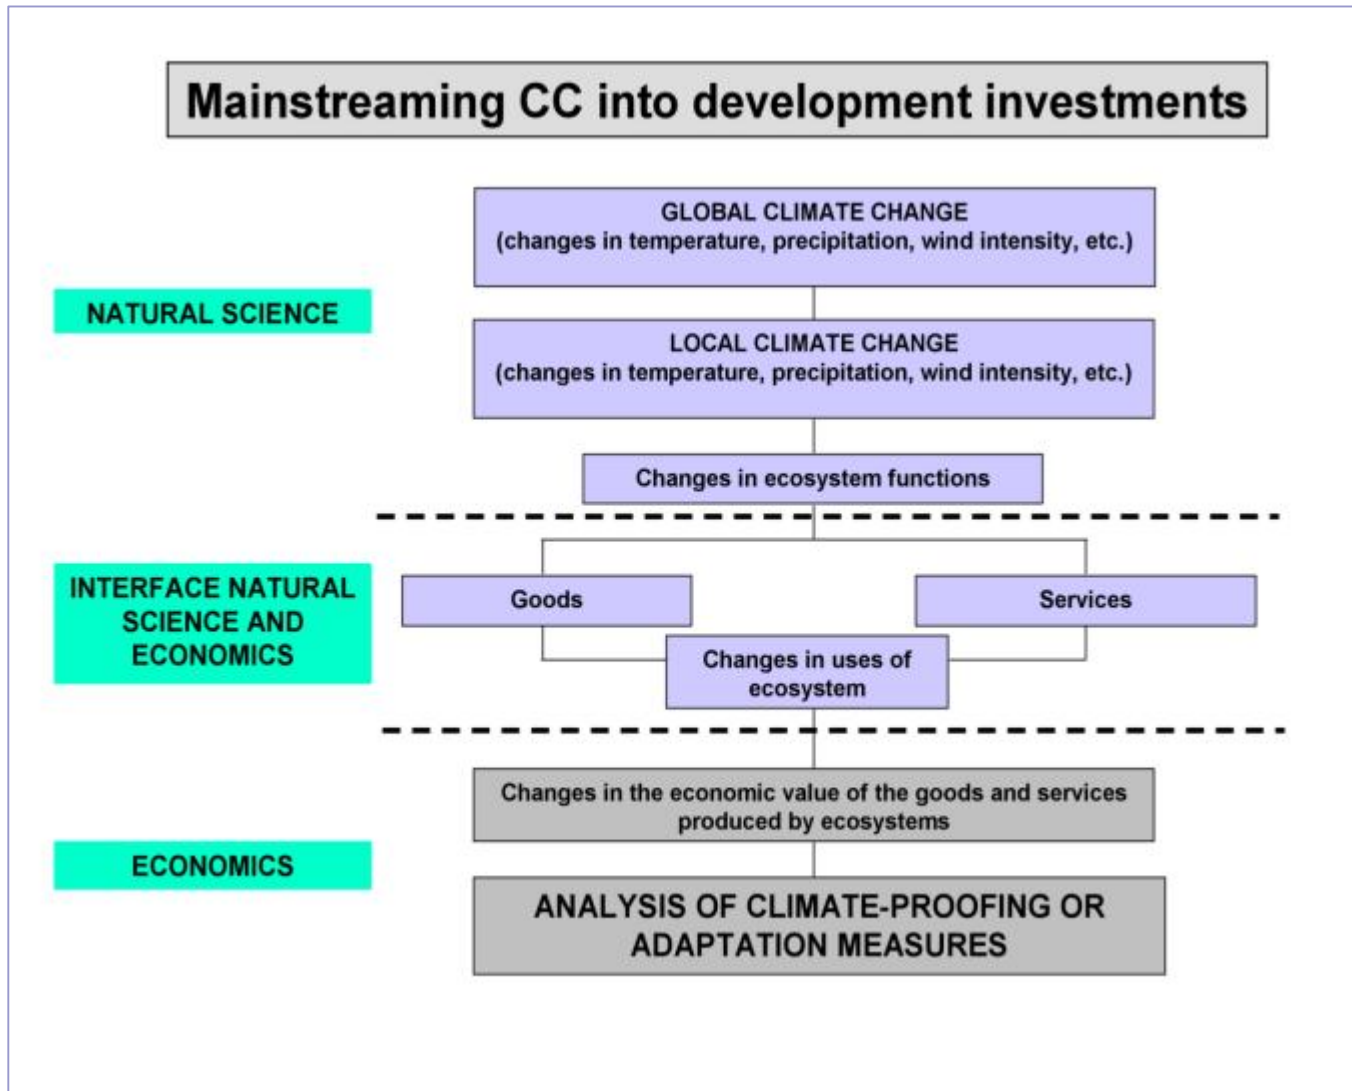 Mainstreaming CC into development investments
GLOBAL CLIMATE CHANGE
(changes in temperature, precipitation, wind intensity, etc.)
NATURAL SCIENCE
LOCAL CLIMATE CHANGE
(changes in temperature, precipitation, wind intensity, etc.)
Changes in ecosystem functions
INTERFACE NATURAL
SCIENCE AND
ECONOMICS
Goods
Services
Changes in uses of
ecosystem
Changes in the economic value of the goods and services
produced by ecosystems
ECONOMICS
ANALYSIS OF CLIMATE-PROOFING OR
ADAPTATION MEASURES